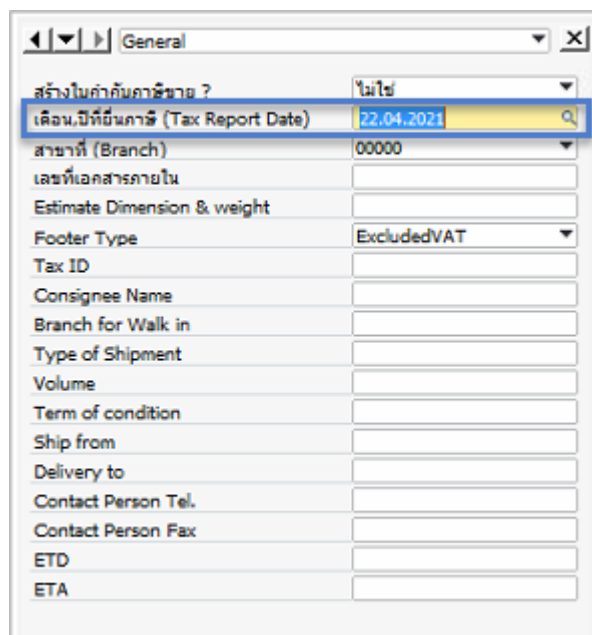 General
สร้างใบกำกับภาษีขาย ? ไม่ใช่
เดือน,ปีที่ยื่นภาษี (Tax Report Date) 22.04.2021
สาขาที่ (Branch) 00000
เลขที่เอกสารภายใน
Estimate Dimension & weight
Footer Type ExcludedVAT
Tax ID
Consignee Name
Branch for Walk in
Type of Shipment
Volume
Term of condition
Ship from
Delivery to
Contact Person Tel.
Contact Person Fax
ETD
ETA